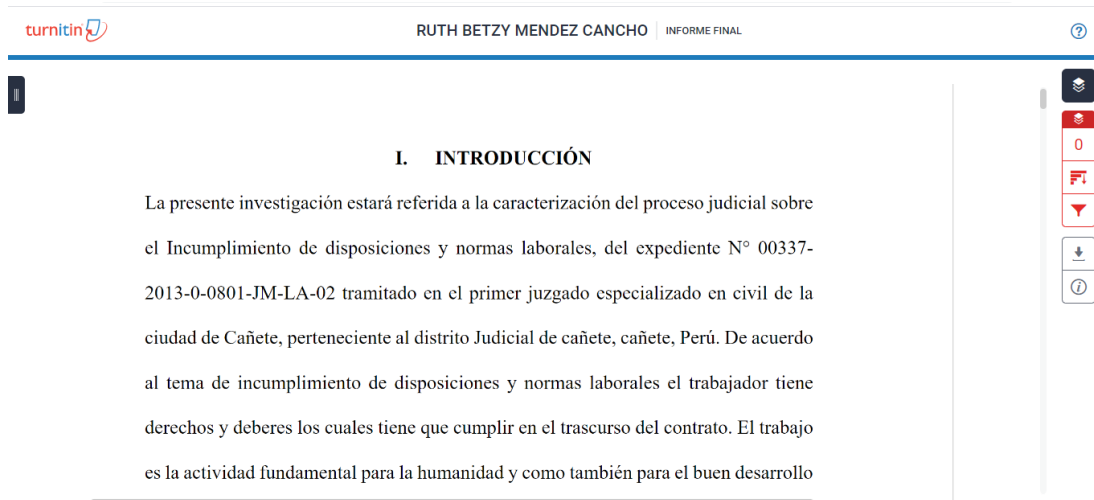 turnitin
RUTH BETZY MENDEZ CANCHO INFORME FINAL
?
0
I. INTRODUCCIÓN
La presente investigación estará referida a la caracterización del proceso judicial sobre
el Incumplimiento de disposiciones y normas laborales, del expediente N° 00337-
2013-0-0801-JM-LA-02 tramitado en el primer juzgado especializado en civil de la
ciudad de Cañete, perteneciente al distrito Judicial de cañete, cañete, Perú. De acuerdo
al tema de incumplimiento de disposiciones y normas laborales el trabajador tiene
derechos y deberes los cuales tiene que cumplir en el trascurso del contrato. El trabajo
es la actividad fundamental para la humanidad y como también para el buen desarrollo